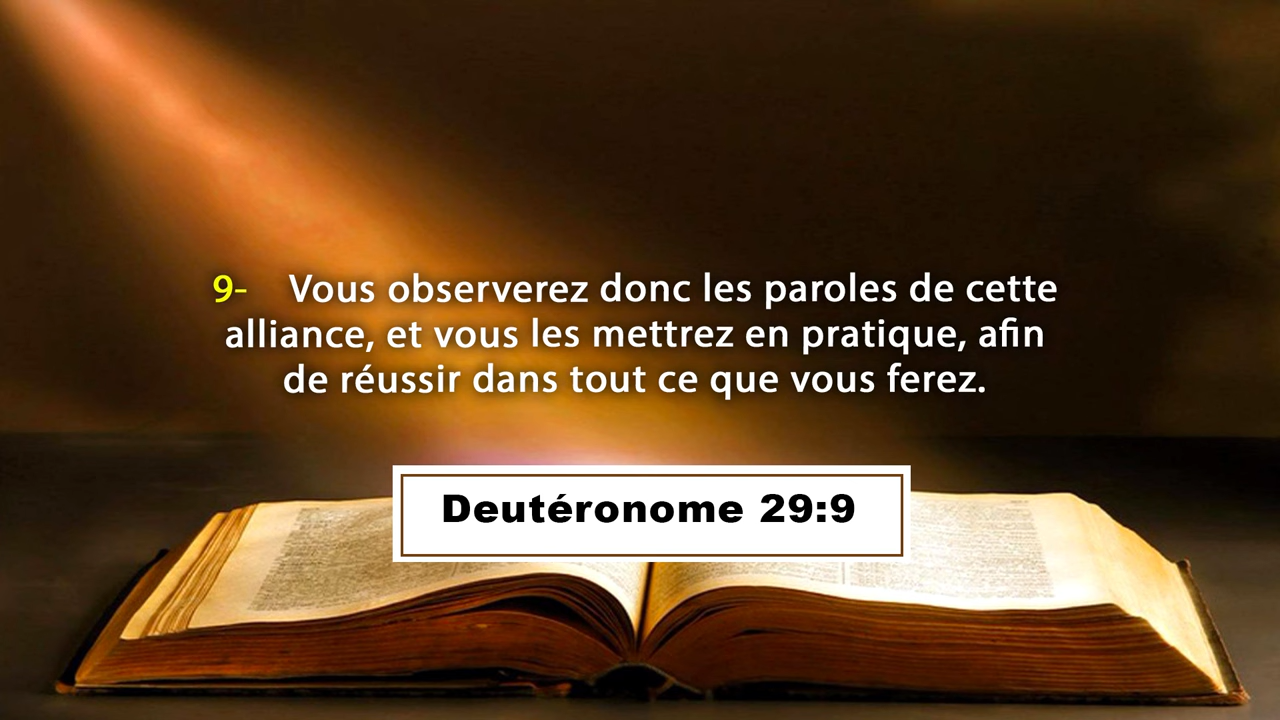 9- Vous observerez donc les paroles de cette
alliance, et vous les mettrez en pratique, afin
de réussir dans tout ce que vous ferez.
Deutéronome 29:9